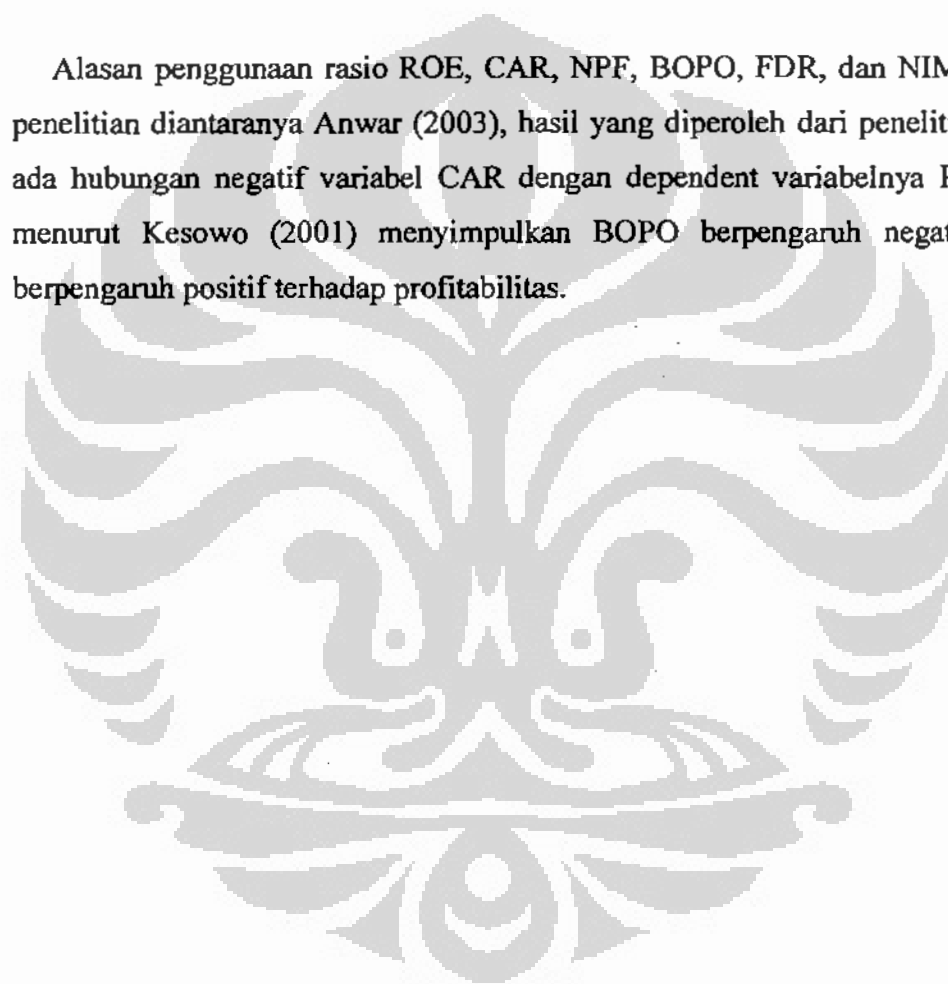 Alasan penggunaan rasio ROE, CAR, NPF, BOPO, FDR, dan NIM
penelitian diantaranya Anwar (2003), hasil yang diperoleh dari penelit
ada hubungan negatif variabel CAR dengan dependent variabelnya
menurut Kesowo (2001) menyimpulkan BOPO berpengaruh negat
berpengaruh positif terhadap profitabilitas.